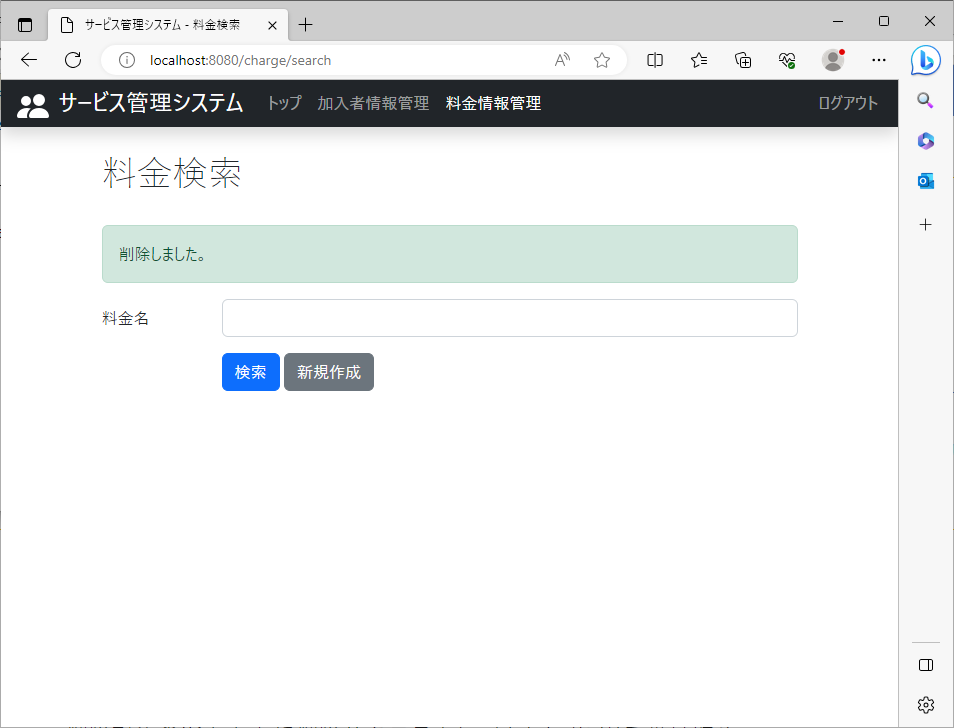 サービス管理システム - 料金検索
localhost:8080/charge/search
サービス管理システム トップ 加入者情報管理 料金情報管理 ログアウト
料金検索
削除しました。
料金名
検索 新規作成